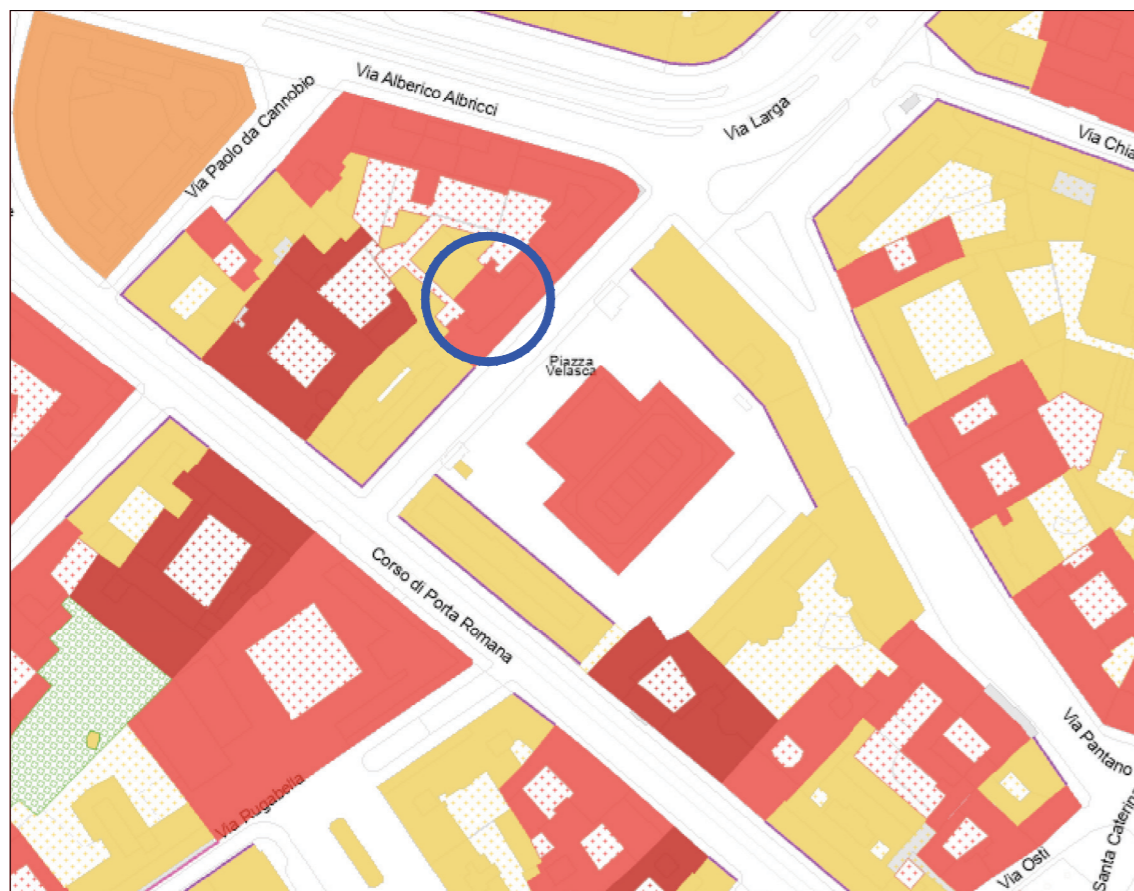 Via Alberico Albricci
Via Paolo da Cannobio
Via Larga
Via Chia
e
Piazza
Velasca
Corso di Porta Romana
Via Rugabella
Via Pantano
Via Osti
Santa Caterina